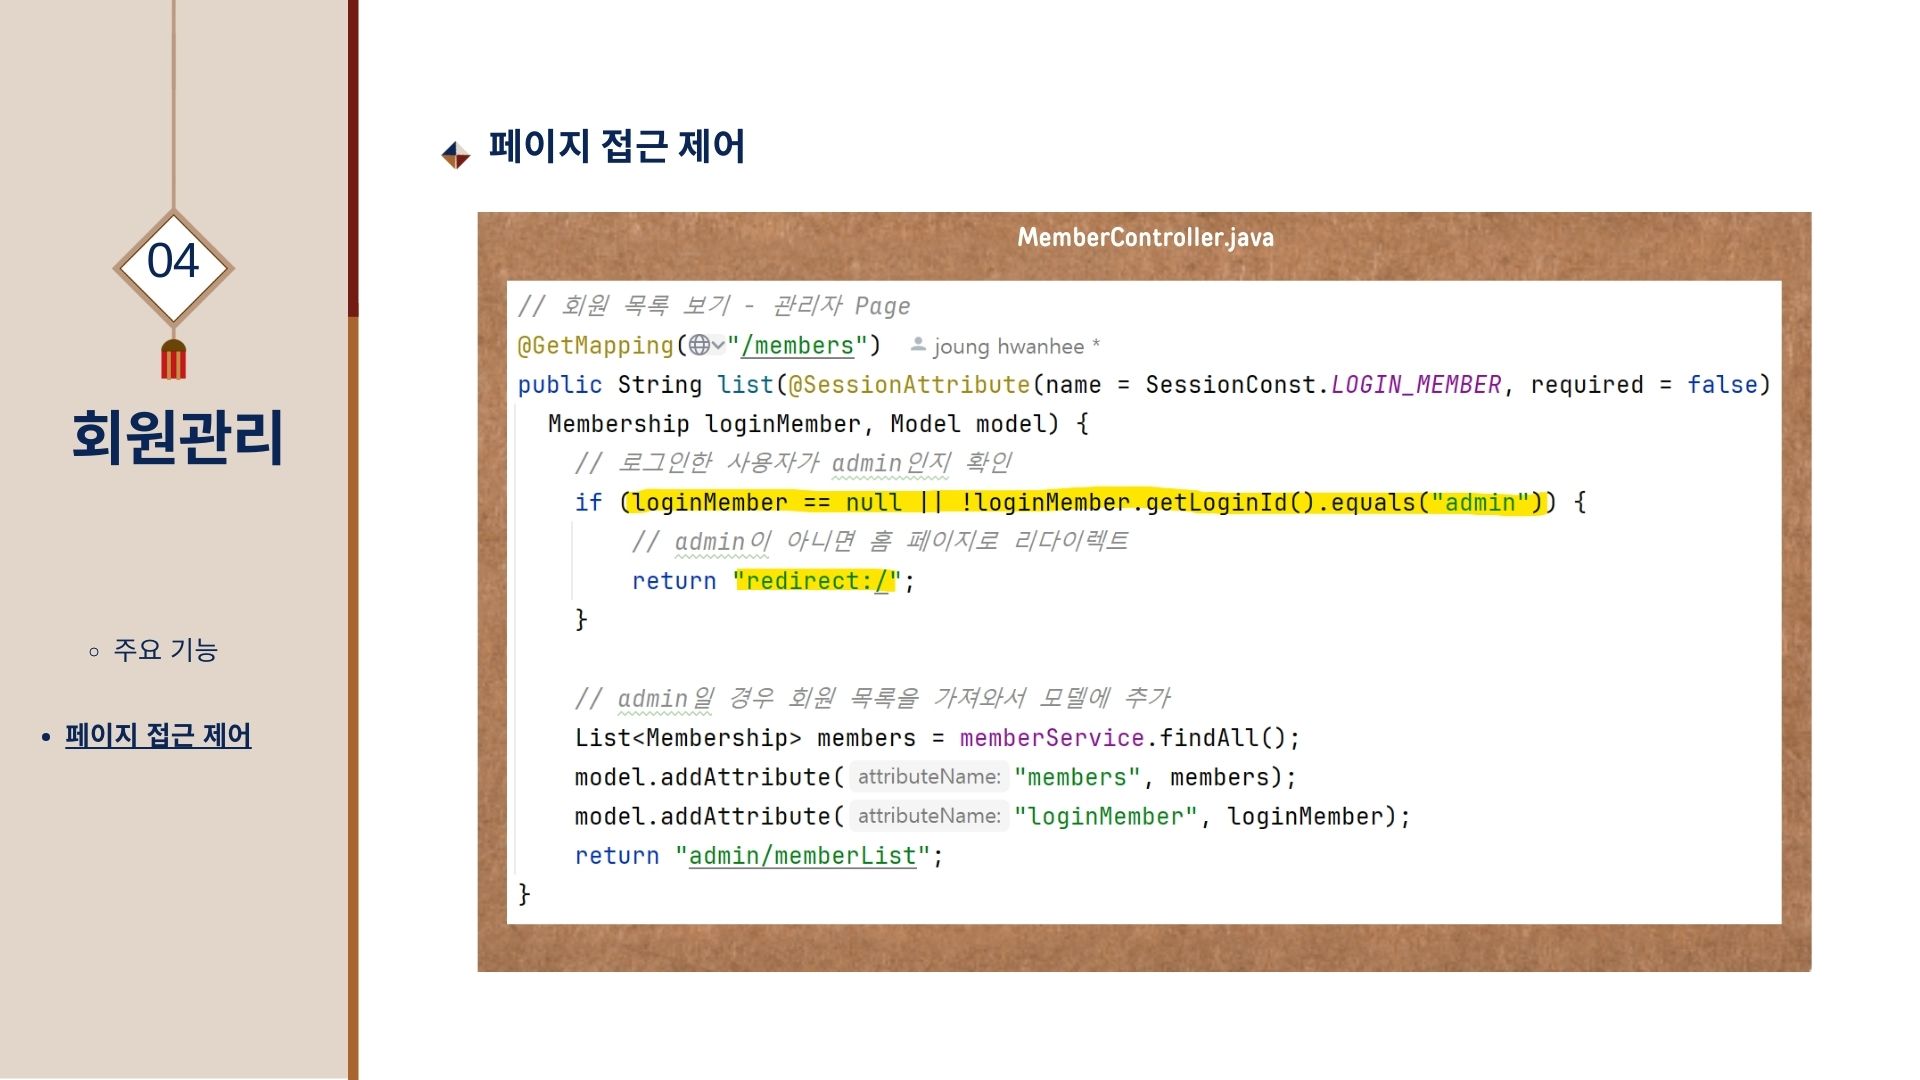 04
회원관리
주요 기능
페이지 접근 제어
페이지 접근 제어
MemberController.java
// 회원 목록 보기 - 관리자 Page
@GetMapping("/members") joung hwanhee *
public String list(@SessionAttribute(name = SessionConst.LOGIN_MEMBER, required = false)
Membership loginMember, Model model) {
// 로그인한 사용자가 admin인지 확인
if (loginMember == null || !loginMember.getLoginId().equals("admin")) {
// admin이 아니면 홈 페이지로 리다이렉트
return "redirect:/";
}
// admin일 경우 회원 목록을 가져와서 모델에 추가
List<Membership> members = memberService.findAll();
model.addAttribute( attributeName: "members", members);
model.addAttribute( attributeName: "loginMember", loginMember);
return "admin/memberList";
}